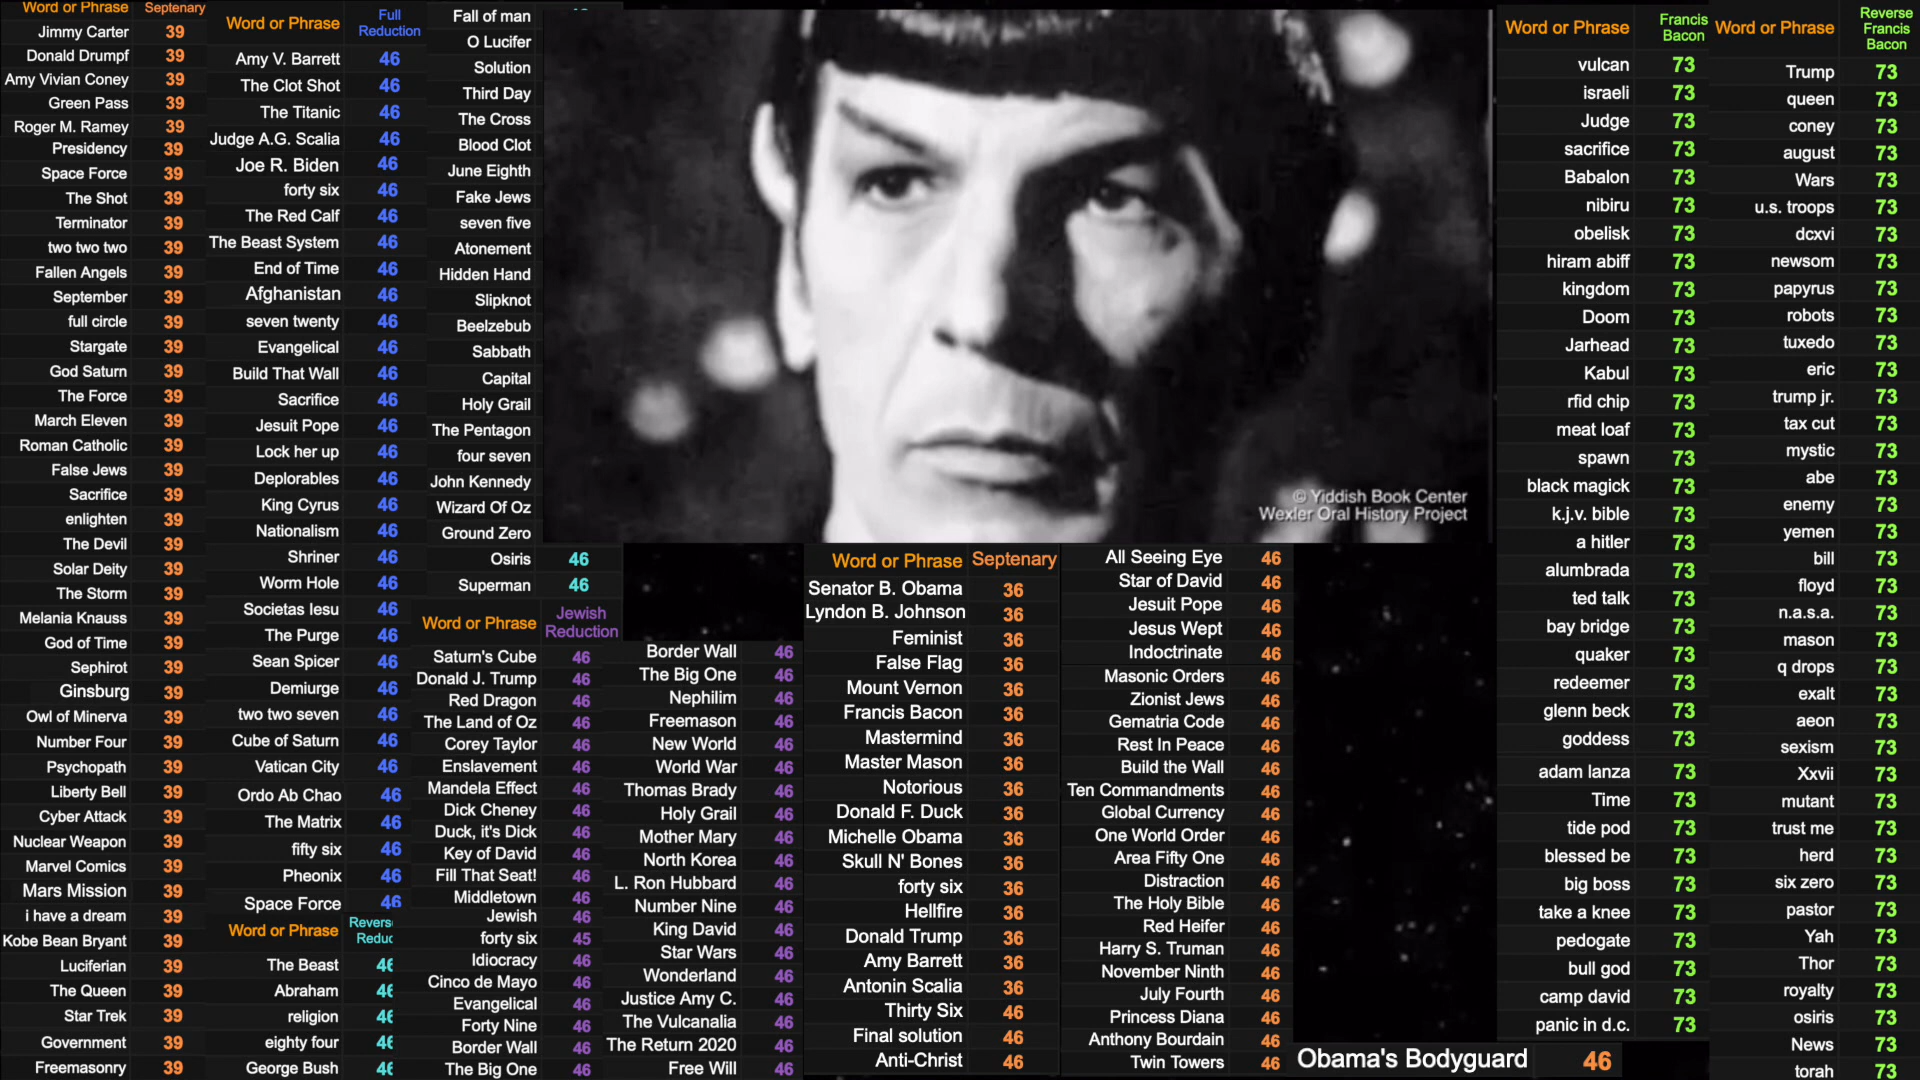 Word or Phrase Septenary
Jimmy Carter 39
Donald Drumpf 39
Amy Vivian Coney 39
Green Pass 39
Roger M. Ramey 39
Presidency 39
Space Force 39
The Shot 39
Terminator 39
two two two 39
Fallen Angels 39
September 39
full circle 39
Stargate 39
God Saturn 39
The Force 39
March Eleven 39
Roman Catholic 39
False Jews 39
Sacrifice 39
enlighten 39
The Devil 39
Solar Deity 39
The Storm 39
Melania Knauss 39
God of Time 39
Sephirot 39
Ginsburg 39
Owl of Minerva 39
Number Four 39
Psychopath 39
Liberty Bell 39
Cyber Attack 39
Nuclear Weapon 39
Marvel Comics 39
Mars Mission 39
i have a dream 39
Kobe Bean Bryant 39
Luciferian 39
The Queen 39
Star Trek 39
Government 39
Freemasonry 39
Word or Phrase Full Reduction
Amy V. Barrett 46
The Clot Shot 46
The Titanic 46
Judge A.G. Scalia 46
Joe R. Biden 46
forty six 46
The Red Calf 46
The Beast System 46
End of Time 46
Afghanistan 46
seven twenty 46
Evangelical 46
Build That Wall 46
Sacrifice 46
Jesuit Pope 46
Lock her up 46
Deplorables 46
King Cyrus 46
Nationalism 46
Shriner 46
Worm Hole 46
Societas Iesu 46
The Purge 46
Sean Spicer 46
Demiurge 46
two two seven 46
Cube of Saturn 46
Vatican City 46
Ordo Ab Chao 46
The Matrix 46
fifty six 46
Pheonix 46
Space Force 46
Word or Phrase Revers Reduc
The Beast 46
Abraham 46
religion 46
eighty four 46
George Bush 46
Fall of man
O Lucifer
Solution
Third Day
The Cross
Blood Clot
June Eighth
Fake Jews
seven five
Atonement
Hidden Hand
Slipknot
Beelzebub
Sabbath
Capital
Holy Grail
The Pentagon
four seven
John Kennedy
Wizard Of Oz
Ground Zero
Osiris 46
Superman 46
Word or Phrase Jewish Reduction
Saturn's Cube 46
Donald J. Trump 46
Red Dragon 46
The Land of Oz 46
Corey Taylor 46
Enslavement 46
Mandela Effect 46
Dick Cheney 46
Duck, it's Dick 46
Key of David 46
Fill That Seat! 46
Middletown 46
Jewish 46
forty six 45
Idiocracy 46
Cinco de Mayo 46
Evangelical 46
Forty Nine 46
Border Wall 46
The Big One 46
Border Wall 46
The Big One 46
Nephilim 46
Freemason 46
New World 46
World War 46
Thomas Brady 46
Holy Grail 46
Mother Mary 46
North Korea 46
L. Ron Hubbard 46
Number Nine 46
King David 46
Star Wars 46
Wonderland 46
Justice Amy C. 46
The Vulcanalia 46
The Return 2020 46
Free Will 46
© Yiddish Book Center
Wexler Oral History Project
Word or Phrase Septenary
Senator B. Obama 36
Lyndon B. Johnson 36
Feminist 36
False Flag 36
Mount Vernon 36
Francis Bacon 36
Mastermind 36
Master Mason 36
Notorious 36
Donald F. Duck 36
Michelle Obama 36
Skull N' Bones 36
forty six 36
Hellfire 36
Donald Trump 36
Amy Barrett 36
Antonin Scalia 36
Thirty Six 46
Final solution 46
Anti-Christ 46
All Seeing Eye 46
Star of David 46
Jesuit Pope 46
Jesus Wept 46
Indoctrinate 46
Masonic Orders 46
Zionist Jews 46
Gematria Code 46
Rest In Peace 46
Build the Wall 46
Ten Commandments 46
Global Currency 46
One World Order 46
Area Fifty One 46
Distraction 46
The Holy Bible 46
Red Heifer 46
Harry S. Truman 46
November Ninth 46
July Fourth 46
Princess Diana 46
Anthony Bourdain 46
Twin Towers 46
Obama's Bodyguard 46
Word or Phrase Francis Bacon
vulcan 73
israeli 73
Judge 73
sacrifice 73
Babalon 73
nibiru 73
obelisk 73
hiram abiff 73
kingdom 73
Doom 73
Jarhead 73
Kabul 73
rfid chip 73
meat loaf 73
spawn 73
black magick 73
k.j.v. bible 73
a hitler 73
alumbrada 73
ted talk 73
bay bridge 73
quaker 73
redeemer 73
glenn beck 73
goddess 73
adam lanza 73
Time 73
tide pod 73
blessed be 73
big boss 73
take a knee 73
pedogate 73
bull god 73
camp david 73
panic in d.c. 73
Word or Phrase Reverse Francis Bacon
Trump 73
queen 73
coney 73
august 73
Wars 73
u.s. troops 73
dcxvi 73
newsom 73
papyrus 73
robots 73
tuxedo 73
eric 73
trump jr. 73
tax cut 73
mystic 73
abe 73
enemy 73
yemen 73
bill 73
floyd 73
n.a.s.a. 73
mason 73
q drops 73
exalt 73
aeon 73
sexism 73
Xxvii 73
mutant 73
trust me 73
herd 73
six zero 73
pastor 73
Yah 73
Thor 73
royalty 73
osiris 73
News 73
torah 73